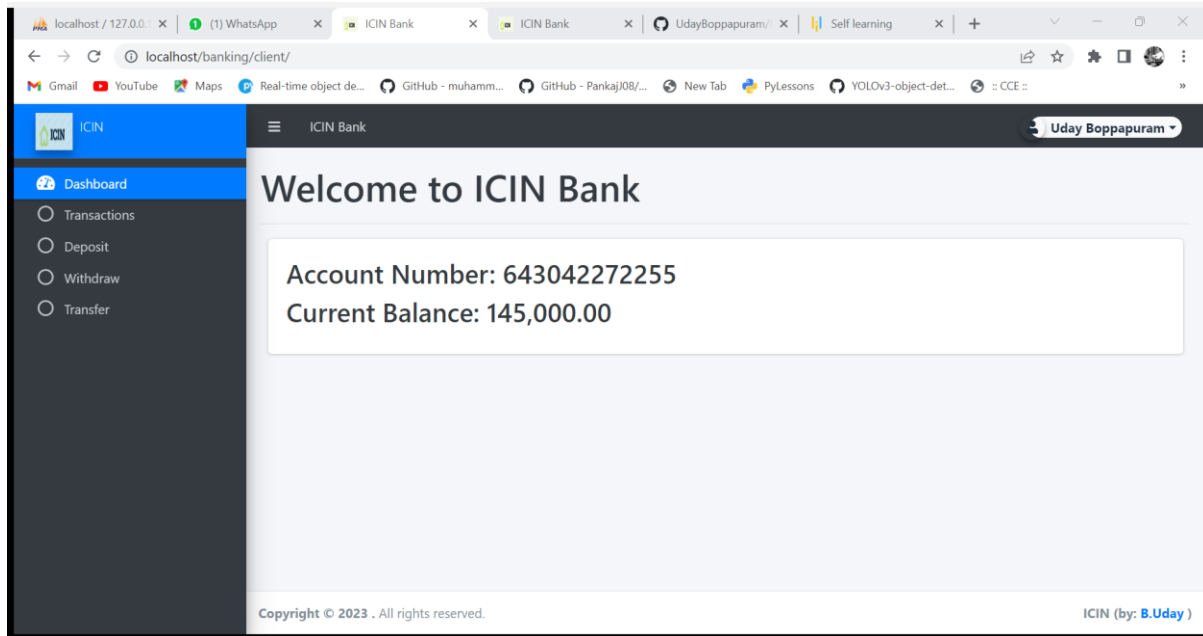 localhost / 127.0.0.
(1) WhatsApp
ICIN Bank
ICIN Bank
UdayBoppapuram/
Self learning
localhost/banking/client/
Gmail
YouTube
Maps
Real-time object de...
GitHub - muhamm...
GitHub - PankajJ08/...
New Tab
PyLessons
YOLOv3-object-det...
:: CCE ::
»
ICIN
ICIN
ICIN Bank
Uday Boppapuram
Dashboard
Transactions
Deposit
Withdraw
Transfer
Welcome to ICIN Bank
Account Number: 643042272255
Current Balance: 145,000.00
Copyright © 2023 . All rights reserved.
ICIN (by: B.Uday )